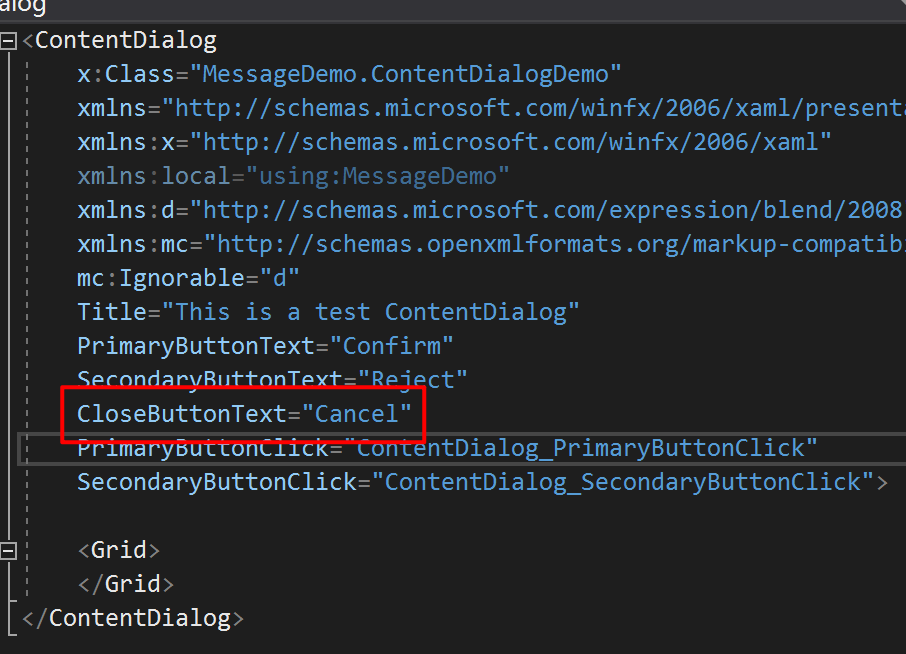 alog
<ContentDialog
x:Class="MessageDemo.ContentDialogDemo"
xmlns="http://schemas.microsoft.com/winfx/2006/xaml/presenta
xmlns:x="http://schemas.microsoft.com/winfx/2006/xaml"
xmlns:local="using:MessageDemo"
xmlns:d="http://schemas.microsoft.com/expression/blend/2008
xmlns:mc="http://schemas.openxmlformats.org/markup-compatibi
mc:Ignorable="d"
Title="This is a test ContentDialog"
PrimaryButtonText="Confirm"
SecondaryButtonText="Reject"
CloseButtonText="Cancel"
PrimaryButtonClick="ContentDialog_PrimaryButtonClick"
SecondaryButtonClick="ContentDialog_SecondaryButtonClick">
<Grid>
</Grid>
</ContentDialog>